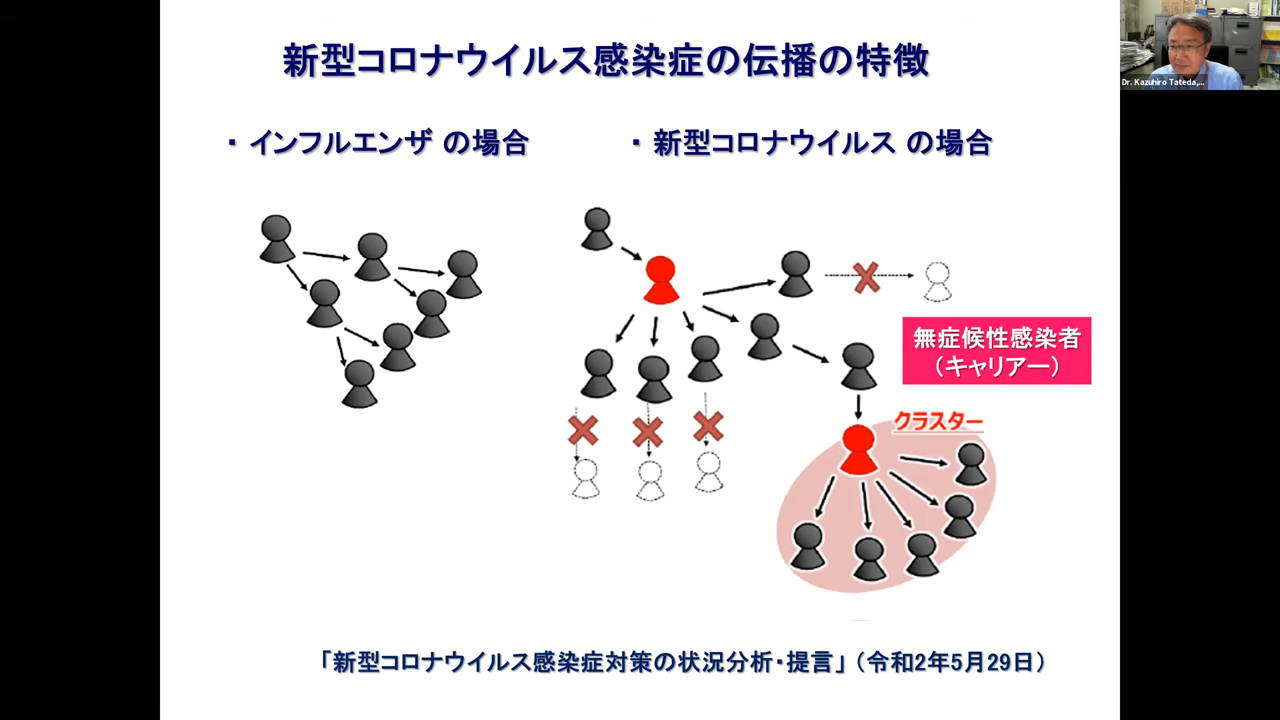 新型コロナウイルス感染症の伝播の特徴
・ インフルエンザ の場合
・ 新型コロナウイルス の場合
無症候性感染者
（キャリアー）
クラスター
「新型コロナウイルス感染症対策の状況分析・提言」（令和2年5月29日）
Dr. Kazuhiro Tateda,...